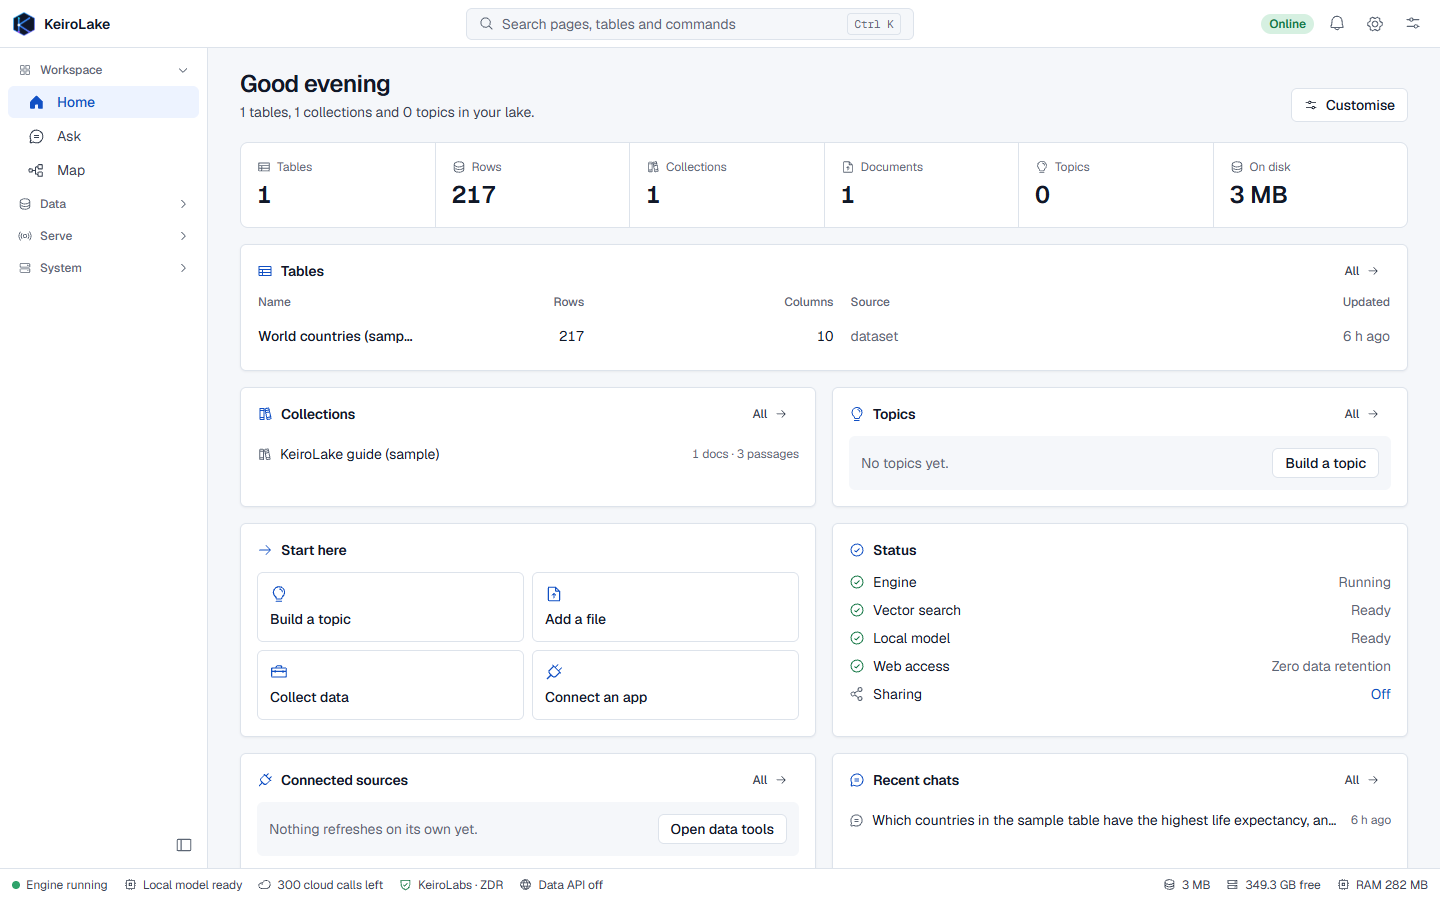 KeiroLake
Search pages, tables and commands
Ctrl K
Online
Workspace
Home
Ask
Map
Data
Serve
System
Good evening
1 tables, 1 collections and 0 topics in your lake.
Customise
Tables
1
Rows
217
Collections
1
Documents
1
Topics
0
On disk
3 MB
Tables
All
Name Rows Columns Source Updated
World countries (samp... 217 10 dataset 6 h ago
Collections
All
KeiroLake guide (sample)
1 docs · 3 passages
Topics
All
No topics yet.
Build a topic
Start here
Build a topic
Add a file
Collect data
Connect an app
Status
Engine Running
Vector search Ready
Local model Ready
Web access Zero data retention
Sharing Off
Connected sources
All
Nothing refreshes on its own yet.
Open data tools
Recent chats
All
Which countries in the sample table have the highest life expectancy, an... 6 h ago
Engine running
Local model ready
300 cloud calls left
KeiroLabs · ZDR
Data API off
3 MB
349.3 GB free
RAM 282 MB